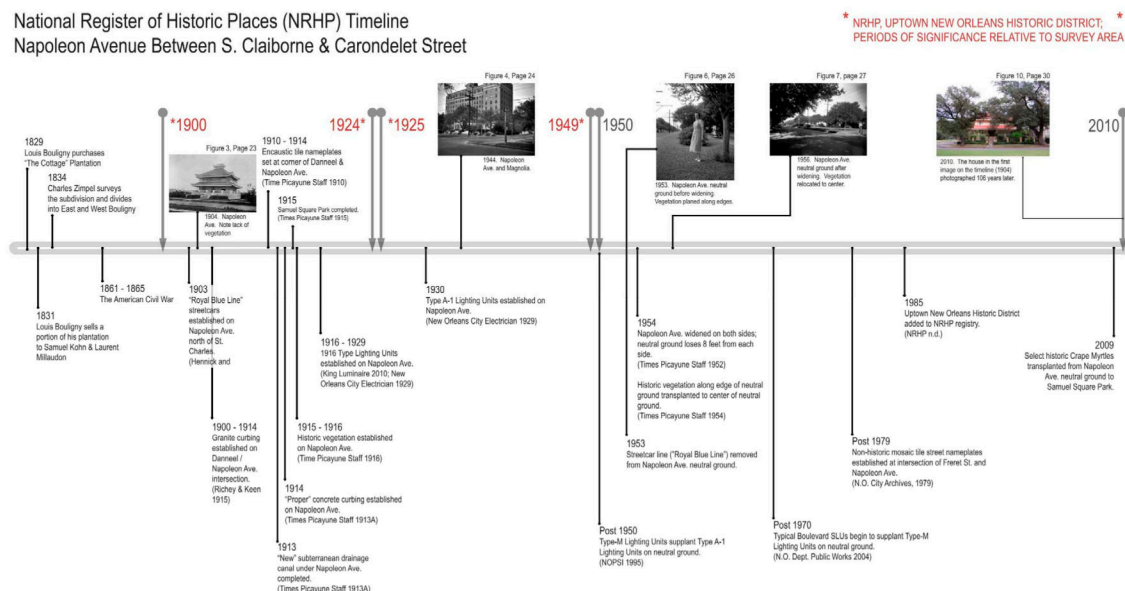 National Register of Historic Places (NRHP) Timeline
Napoleon Avenue Between S. Claiborne & Carondelet Street
* NRHP, UPTOWN NEW ORLEANS HISTORIC DISTRICT; *
PERIODS OF SIGNIFICANCE RELATIVE TO SURVEY AREA
*1900
1924*
*1925
1949*
1950
2010
1829
Louis Bouligny purchases
"The Cottage" Plantation
1834
Charles Zimpel surveys
the subdivision and divides
into East and West Bouligny
Figure 3, Page 23
1904. Napoleon
Ave. Note lack of
vegetation
1910 - 1914
Encaustic tile nameplates
set at corner of Danneel &
Napoleon Ave.
(Time Picayune Staff 1910)
1915
Samuel Square Park completed.
(Times Picayune Staff 1915)
Figure 4, Page 24
1944. Napoleon
Ave. and Magnolia.
Figure 6, Page 26
1953. Napoleon Ave. neutral
ground before widening.
Vegetation planed along edges.
Figure 7, page 27
1956. Napoleon Ave.
neutral ground after
widening. Vegetation
relocated to center.
Figure 10, Page 30
2010. The house in the first
image on the timeline (1904)
photographed 106 years later.
1831
Louis Bouligny sells a
portion of his plantation
to Samuel Kohn & Laurent
Millaudon
1861 - 1865
The American Civil War
1903
"Royal Blue Line"
streetcars
established on
Napoleon Ave.
north of St.
Charles.
(Hennick and
1900 - 1914
Granite curbing
established on
Danneel /
Napoleon Ave.
intersection.
(Richey & Keen
1915)
1913
"New" subterranean drainage
canal under Napoleon Ave.
completed.
(Times Picayune Staff 1913A)
1914
"Proper" concrete curbing established
on Napoleon Ave.
(Times Picayune Staff 1913A)
1915 - 1916
Historic vegetation established
on Napoleon Ave.
(Time Picayune Staff 1916)
1916 - 1929
1916 Type Lighting Units
established on Napoleon Ave.
(King Luminaire 2010; New
Orleans City Electrician 1929)
1930
Type A-1 Lighting Units established on
Napoleon Ave.
(New Orleans City Electrician 1929)
Post 1950
Type-M Lighting Units supplant Type A-1
Lighting Units on neutral ground.
(NOPSI 1995)
1953
Streetcar line ("Royal Blue Line") removed
from Napoleon Ave. neutral ground.
1954
Napoleon Ave. widened on both sides;
neutral ground loses 8 feet from each
side.
(Times Picayune Staff 1952)
Historic vegetation along edge of neutral
ground transplanted to center of neutral
ground.
(Times Picayune Staff 1954)
Post 1970
Typical Boulevard SLUs begin to supplant Type-M
Lighting Units on neutral ground.
(N.O. Dept. Public Works 2004)
Post 1979
Non-historic mosaic tile street nameplates
established at intersection of Freret St. and
Napoleon Ave.
(N.O. City Archives, 1979)
1985
Uptown New Orleans Historic District
added to NRHP registry.
(NRHP n.d.)
2009
Select historic Crape Myrtles
transplanted from Napoleon
Ave. neutral ground to
Samuel Square Park.